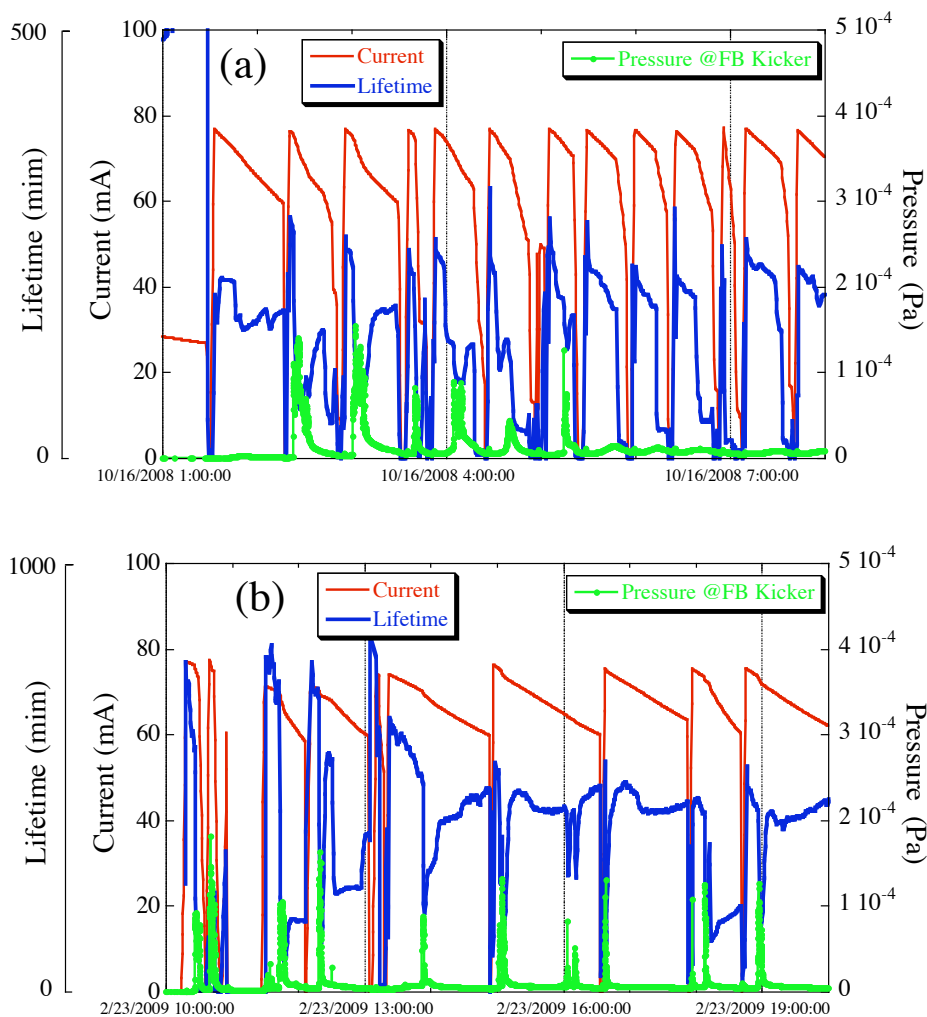 500
100
5 10-4
(a)
Current
Lifetime
Pressure @FB Kicker
80
4 10-4
Lifetime (mim)
Current (mA)
60
3 10-4
Pressure (Pa)
40
2 10-4
20
1 10-4
0
0
0
10/16/2008 1:00:00
10/16/2008 4:00:00
10/16/2008 7:00:00
1000
100
5 10-4
(b)
Current
Lifetime
Pressure @FB Kicker
80
4 10-4
Lifetime (mim)
Current (mA)
60
3 10-4
Pressure (Pa)
40
2 10-4
20
1 10-4
0
0
0
2/23/2009 10:00:00
2/23/2009 13:00:00
2/23/2009 16:00:00
2/23/2009 19:00:00